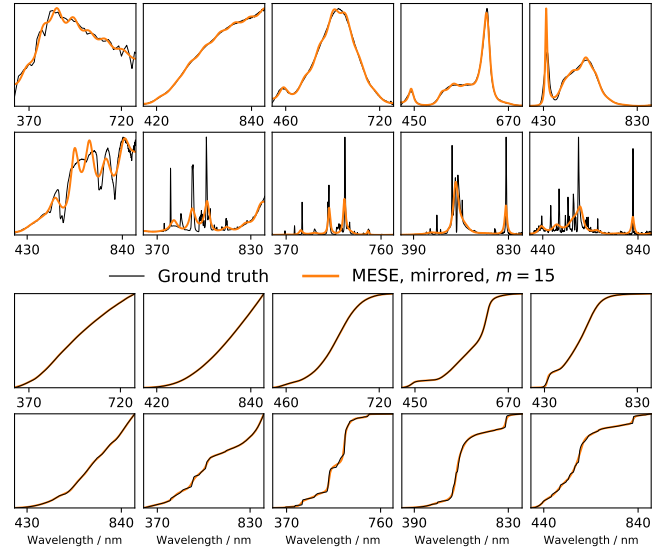 370 720 420 840 460 720 450 670 430 830
430 840 370 830 370 760 390 830 440 840
Ground truth MESE, mirrored, m = 15
370 720 420 840 460 720 450 670 430 830
430 840 370 830 370 760 390 830 440 840
Wavelength / nm Wavelength / nm Wavelength / nm Wavelength / nm Wavelength / nm